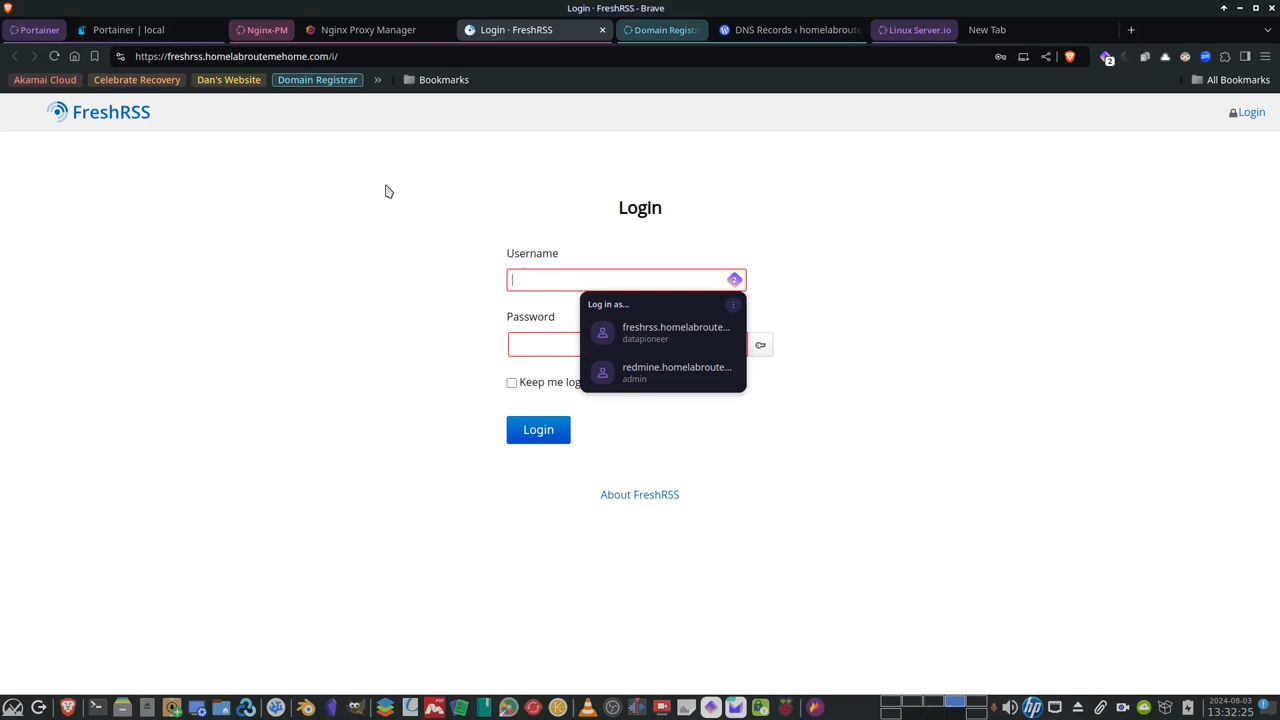 Login · FreshRSS - Brave
Portainer
Portainer | local
Nginx-PM
Nginx Proxy Manager
Login · FreshRSS
Domain Registr
DNS Records ‹ homelabroute
Linux Server.io
New Tab
https://freshrss.homelabroutemehome.com/i/
2
Akamai Cloud
Celebrate Recovery
Dan's Website
Domain Registrar
Bookmarks
All Bookmarks
FreshRSS
Login
Login
Username
2
Log in as...
Password
freshrss.homelabroute...
datapioneer
redmine.homelabroute...
admin
Keep me log
Login
About FreshRSS
2024-08-03
13:32:25